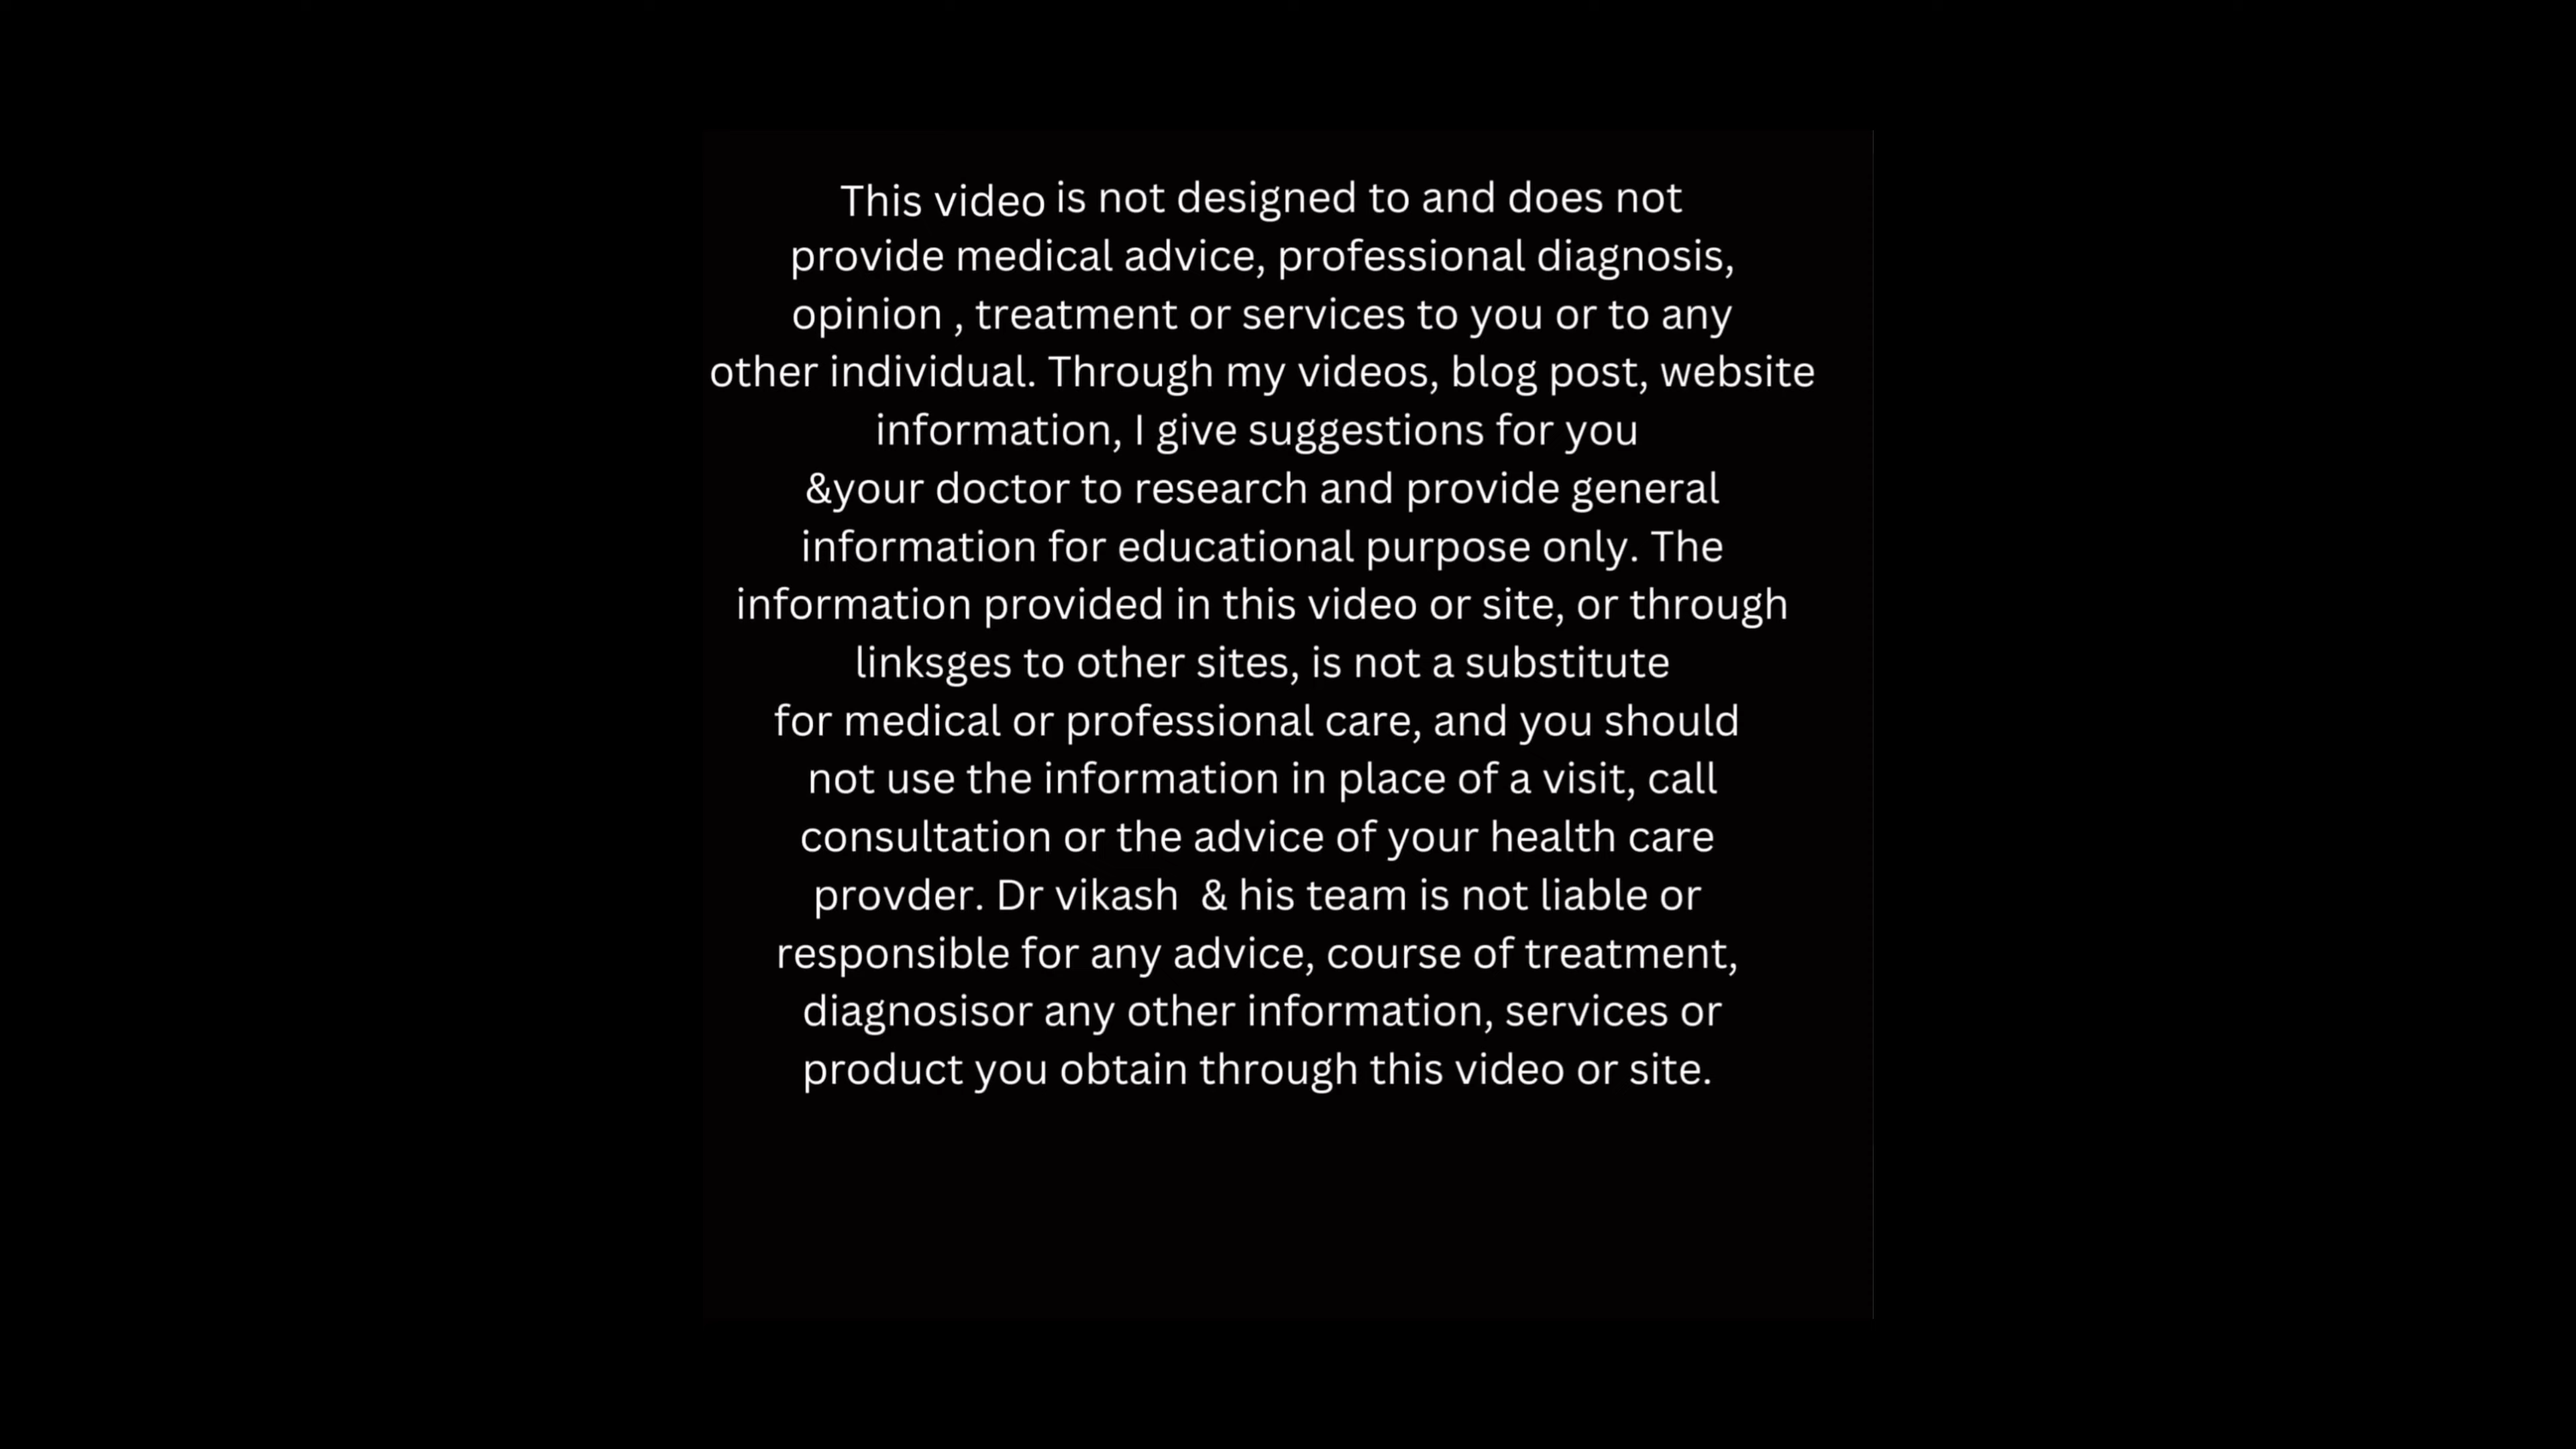 This video is not designed to and does not
provide medical advice, professional diagnosis,
opinion , treatment or services to you or to any
other individual. Through my videos, blog post, website
information, I give suggestions for you
&your doctor to research and provide general
information for educational purpose only. The
information provided in this video or site, or through
linksges to other sites, is not a substitute
for medical or professional care, and you should
not use the information in place of a visit, call
consultation or the advice of your health care
provder. Dr vikash  & his team is not liable or
responsible for any advice, course of treatment,
diagnosisor any other information, services or
product you obtain through this video or site.